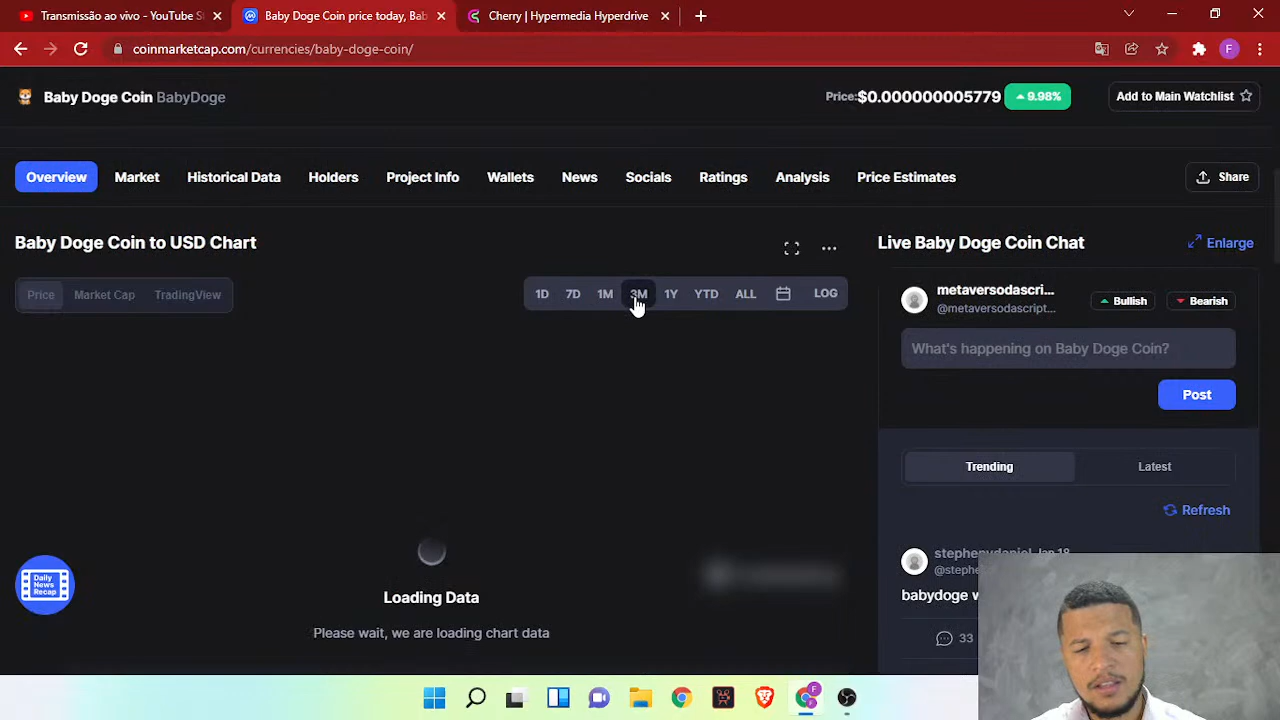 Transmissão ao vivo - YouTube S
Baby Doge Coin price today, Bab
Cherry | Hypermedia Hyperdrive
coinmarketcap.com/currencies/baby-doge-coin/
F
Baby Doge Coin BabyDoge
Price:$0.000000005779
9.98%
Add to Main Watchlist
Overview
Market
Historical Data
Holders
Project Info
Wallets
News
Socials
Ratings
Analysis
Price Estimates
Share
Baby Doge Coin to USD Chart
Price
Market Cap
TradingView
1D
7D
1M
3M
1Y
YTD
ALL
LOG
Loading Data
Please wait, we are loading chart data
Daily
News
Recap
Live Baby Doge Coin Chat
Enlarge
metaversodascri...
@metaversodascript...
Bullish
Bearish
What's happening on Baby Doge Coin?
Post
Trending
Latest
Refresh
stephenydaniel Jan 18
@stephe
babydoge w
33
F